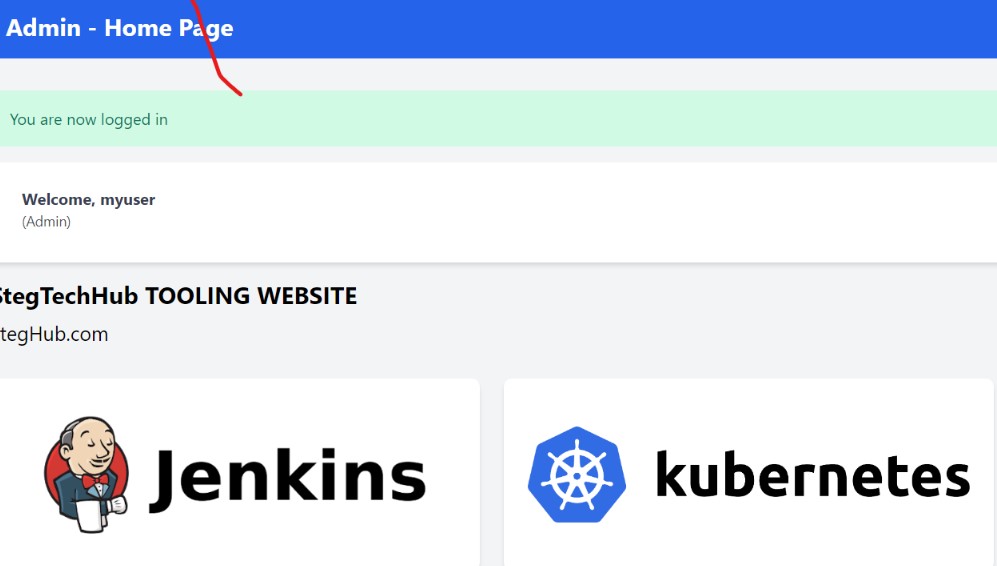 Admin - Home Page
You are now logged in
Welcome, myuser
(Admin)
StegTechHub TOOLING WEBSITE
tegHub.com
Jenkins
kubernetes